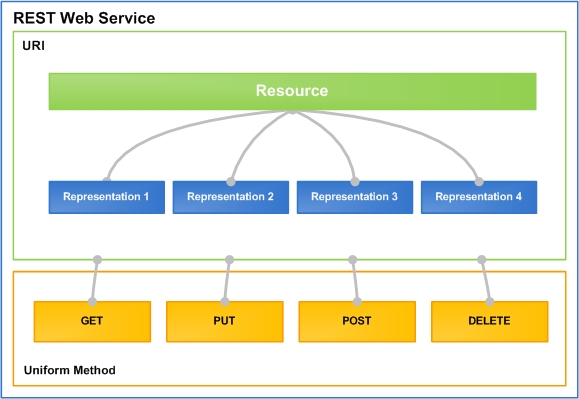 REST Web Service
URI
Resource
Representation 1
Representation 2
Representation 3
Representation 4
GET
PUT
POST
DELETE
Uniform Method